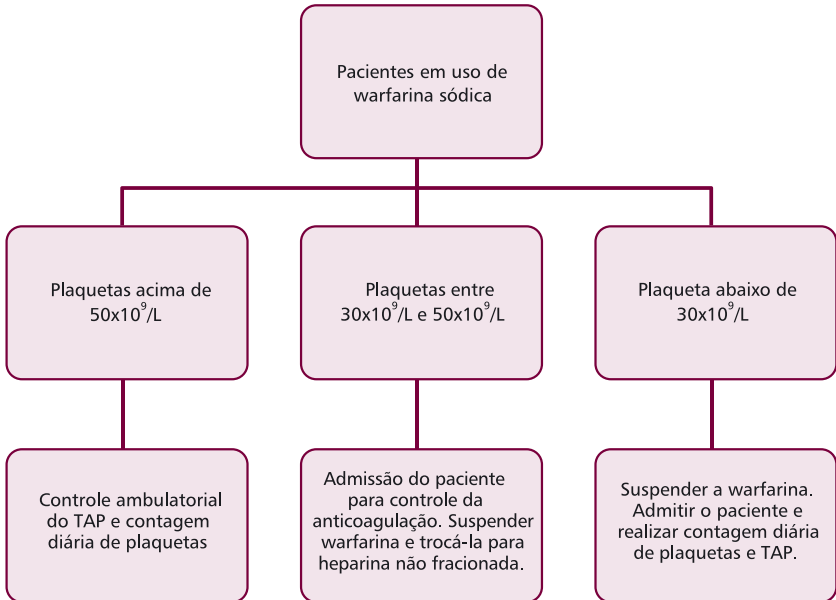 Pacientes em uso de
warfarina sódica
Plaquetas acima de
50x10⁹/L
Plaquetas entre
30x10⁹/L e 50x10⁹/L
Plaqueta abaixo de
30x10⁹/L
Controle ambulatorial
do TAP e contagem
diária de plaquetas
Admissão do paciente
para controle da
anticoagulação. Suspender
warfarina e trocá-la para
heparina não fracionada.
Suspender a warfarina.
Admitir o paciente e
realizar contagem diária
de plaquetas e TAP.